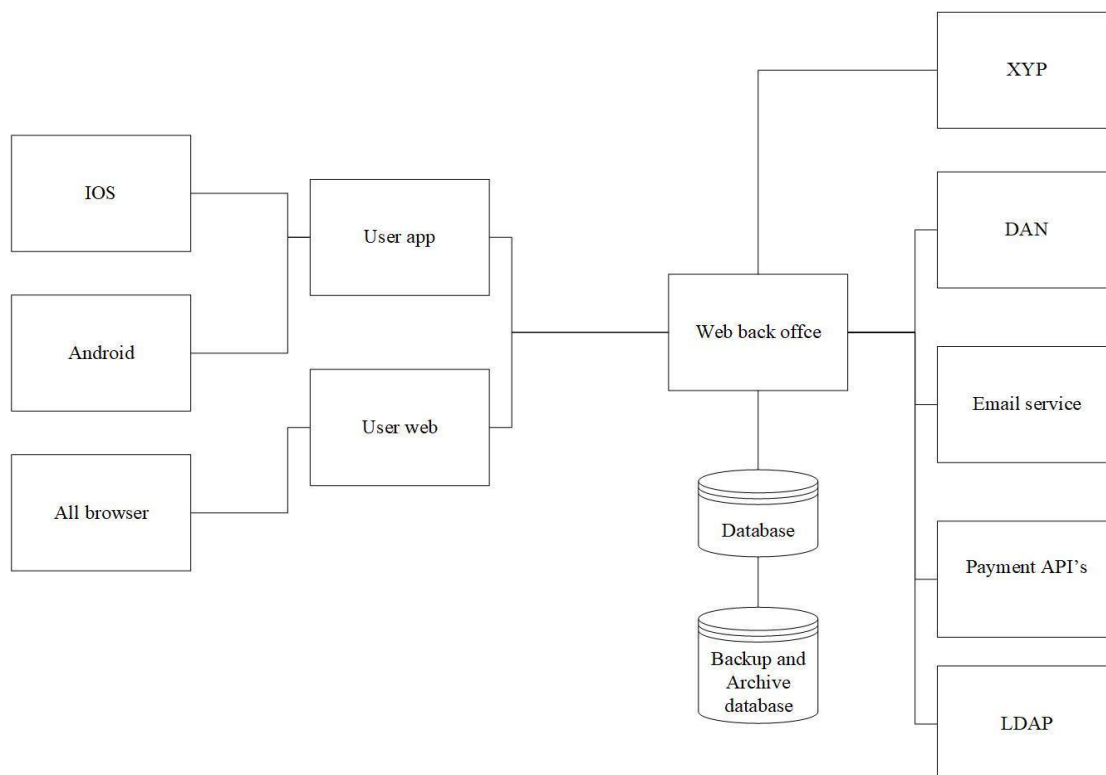 XYP
IOS
User app
DAN
Android
Web back offce
User web
Email service
All browser
Database
Payment API’s
Backup and
Archive
database
LDAP